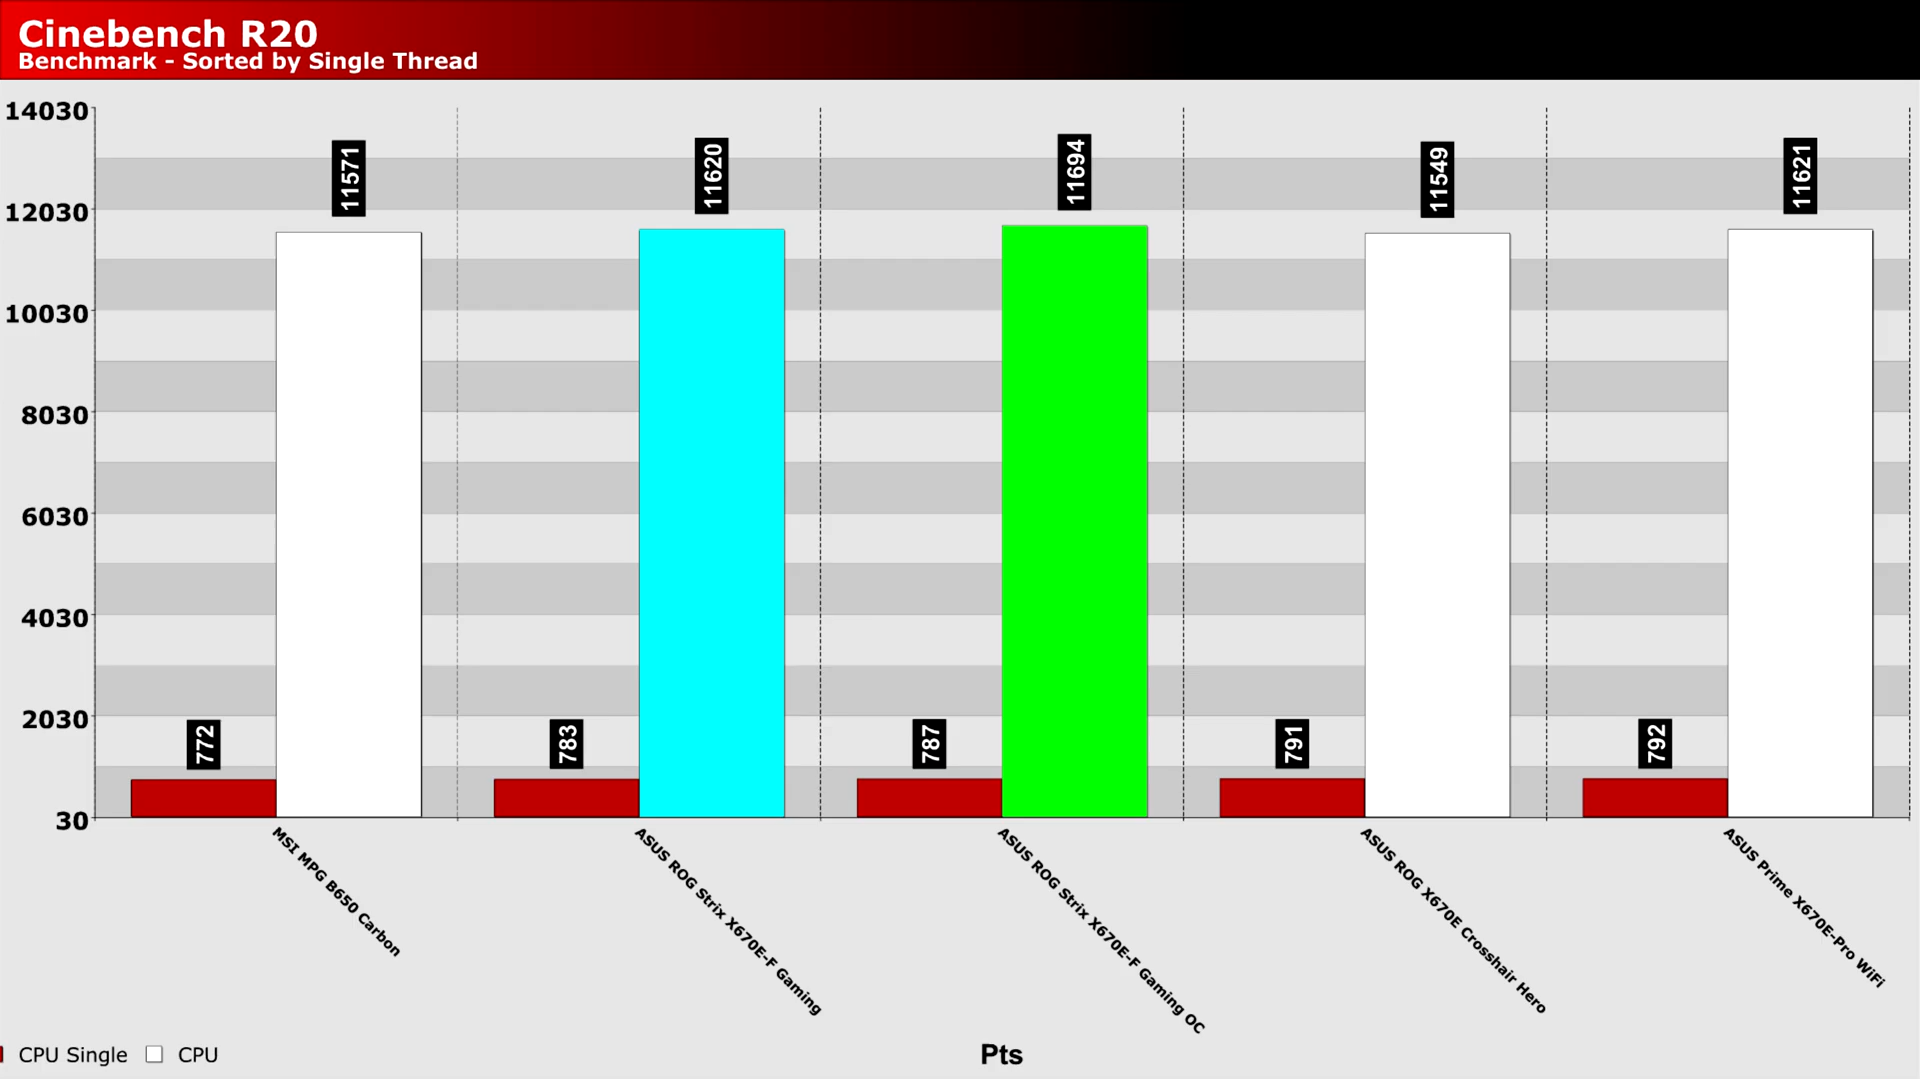 Cinebench R20
Benchmark - Sorted by Single Thread
14030
12030
10030
8030
6030
4030
2030
30
772
11571
783
11620
787
11694
791
11549
792
11621
MSI MPG B650 Carbon
ASUS ROG Strix X670E-F Gaming
ASUS ROG Strix X670E-F Gaming OC
ASUS ROG X670E Crosshair Hero
ASUS Prime X670E-Pro WiFi
CPU Single
CPU
Pts